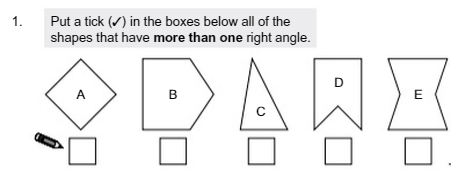 1. Put a tick (✓) in the boxes below all of the
shapes that have more than one right angle.
A B C D E